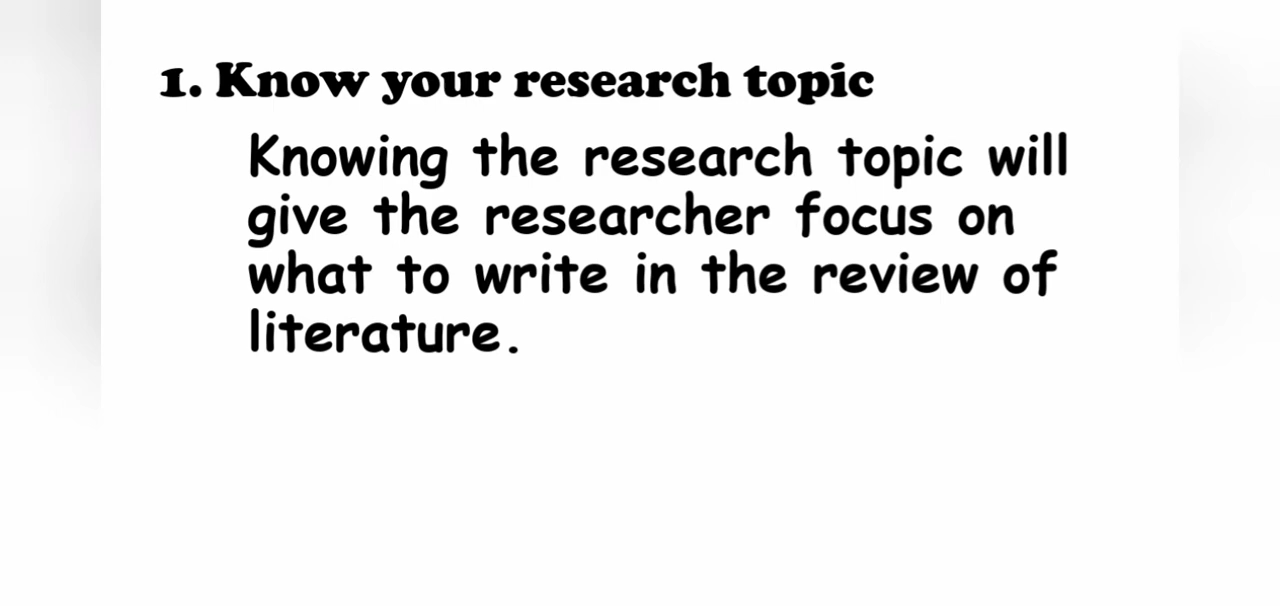 1. Know your research topic
Knowing the research topic will
give the researcher focus on
what to write in the review of
literature.